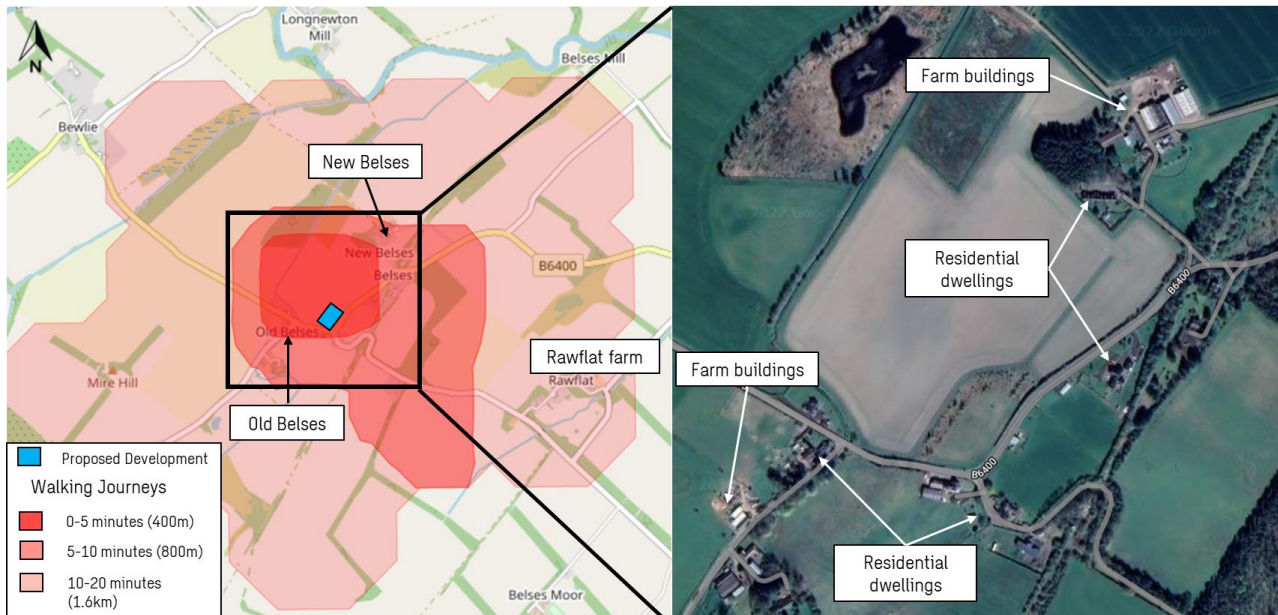 N
Longnewton
Mill
Belses Mill
Bewlie
New Belses
New Belses
Belses
B6400
Old Belses
Rawflat farm
Rawflat
Mire Hill
Old Belses
Belses Moor
Proposed Development
Walking Journeys
0-5 minutes (400m)
5-10 minutes (800m)
10-20 minutes
(1.6km)
Farm buildings
Residential
dwellings
B6400
Farm buildings
B6400
Residential
dwellings